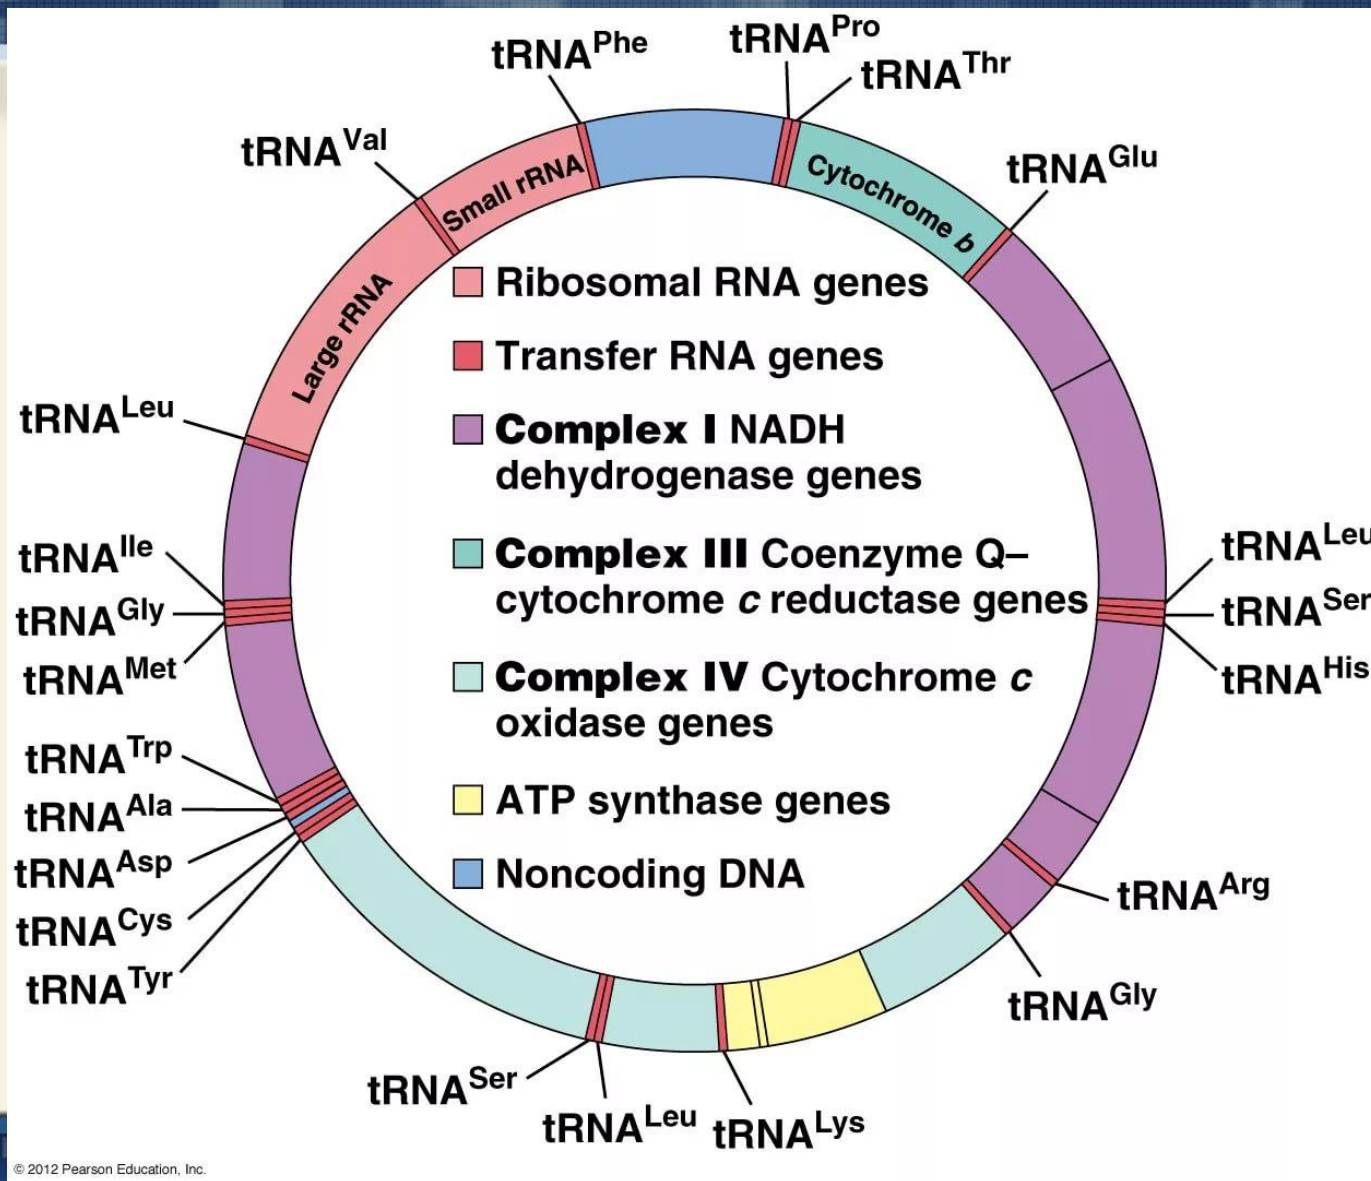 tRNAPhe
tRNAPro
tRNAThr
tRNAVal
tRNAGlu
Small rRNA
Cytochrome b
Large rRNA
Ribosomal RNA genes
Transfer RNA genes
Complex I NADH
dehydrogenase genes
Complex III Coenzyme Q–
cytochrome c reductase genes
Complex IV Cytochrome c
oxidase genes
ATP synthase genes
Noncoding DNA
tRNALeu
tRNAIle
tRNAGly
tRNAMet
tRNATrp
tRNAAla
tRNAAsp
tRNACys
tRNATyr
tRNALeu
tRNASer
tRNAHis
tRNAArg
tRNAGly
tRNASer
tRNALeu
tRNALys
© 2012 Pearson Education, Inc.